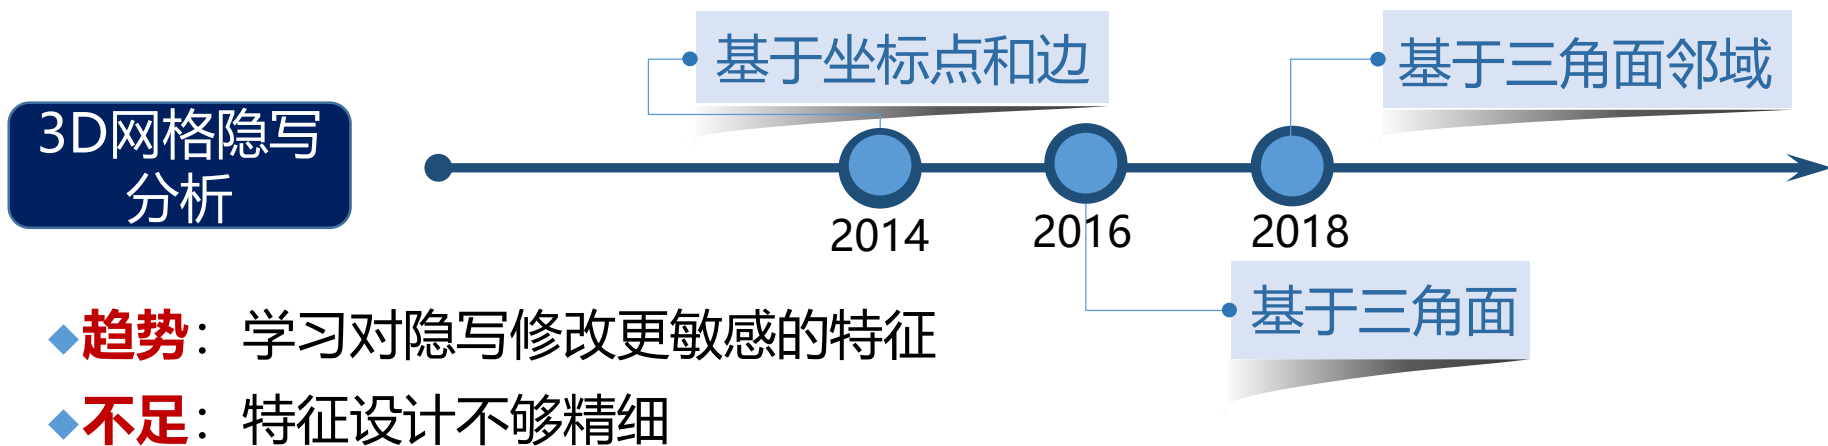 基于坐标点和边
基于三角面邻域
3D网格隐写
分析
2014
2016
2018
基于三角面
趋势：学习对隐写修改更敏感的特征
不足：特征设计不够精细